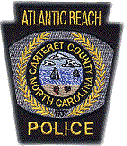 ATLANTIC BEACH
CARTERET COUNTY
NORTH CAROLINA
POLICE